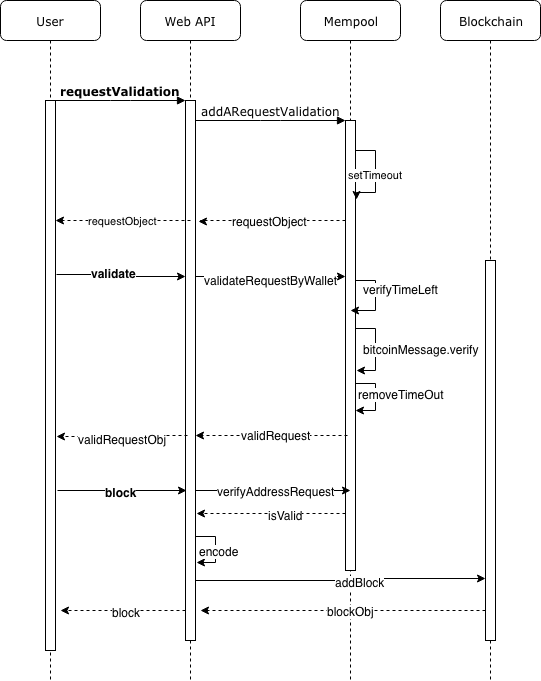 User
Web API
Mempool
Blockchain
requestValidation
addARequestValidation
setTimeout
requestObject
requestObject
validate
validateRequestByWallet
verifyTimeLeft
bitcoinMessage.verify
removeTimeOut
validRequestObj
validRequest
block
verifyAddressRequest
isValid
encode
addBlock
block
blockObj